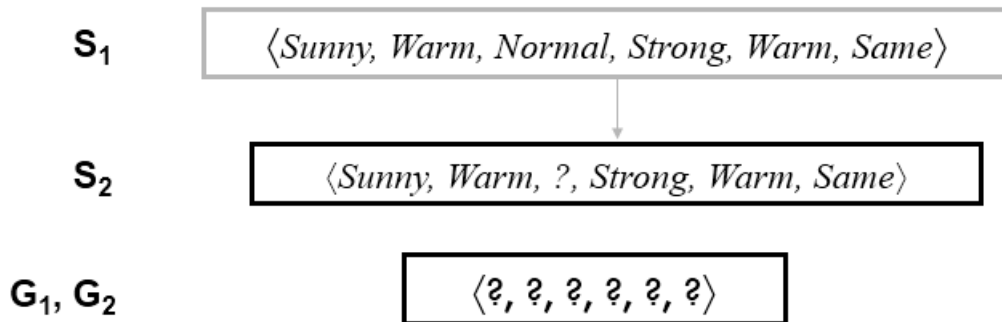 S₁ ⟨Sunny, Warm, Normal, Strong, Warm, Same⟩
S₂ ⟨Sunny, Warm, ?, Strong, Warm, Same⟩
G₁, G₂ ⟨?, ?, ?, ?, ?, ?⟩